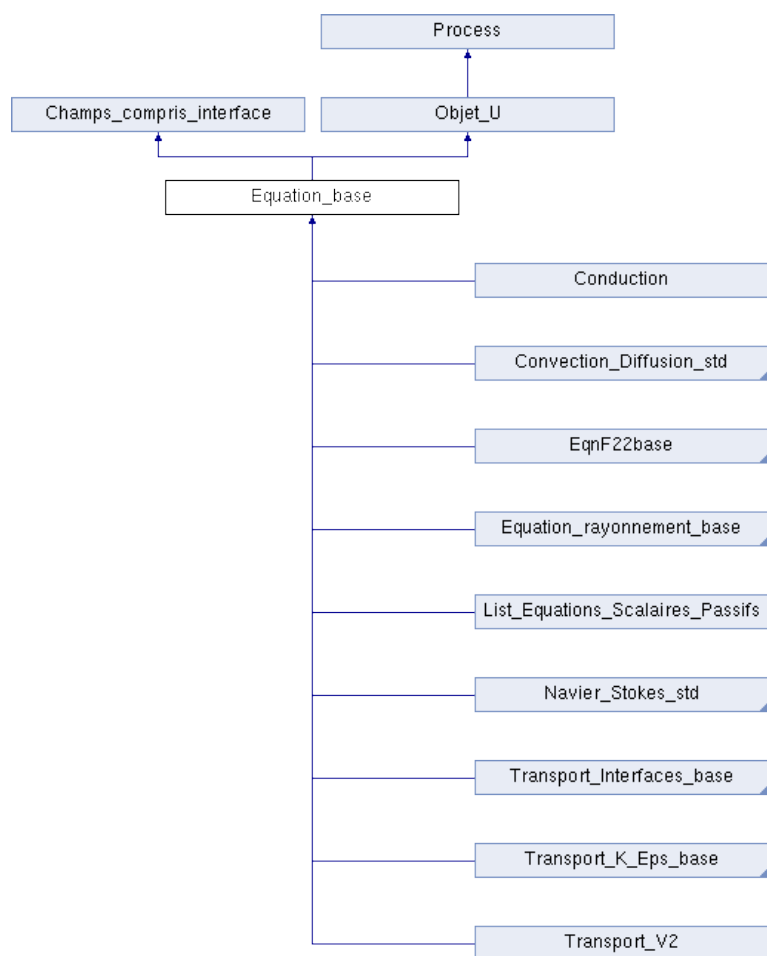 Process
Champs_compris_interface
Objet_U
Equation_base
Conduction
Convection_Diffusion_std
EqnF22base
Equation_rayonnement_base
List_Equations_Scalaires_Passifs
Navier_Stokes_std
Transport_Interfaces_base
Transport_K_Eps_base
Transport_V2